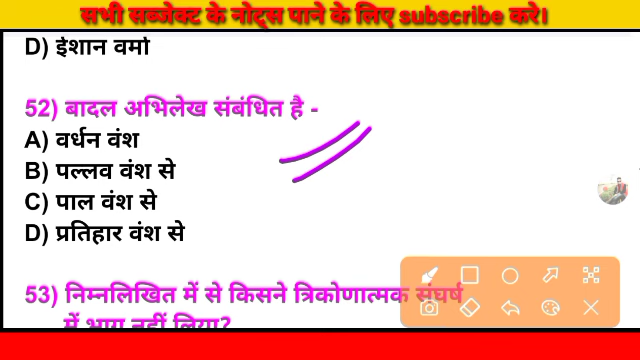 सभी सब्जेक्ट के नोट्स पाने के लिए subscribe करे।
D) ईशान वर्मा
52) बादल अभिलेख संबंधित है -
A) वर्धन वंश
B) पल्लव वंश से
C) पाल वंश से
D) प्रतिहार वंश से
53) निम्नलिखित में से किसने त्रिकोणात्मक संघर्ष
में भाग नहीं लिया?